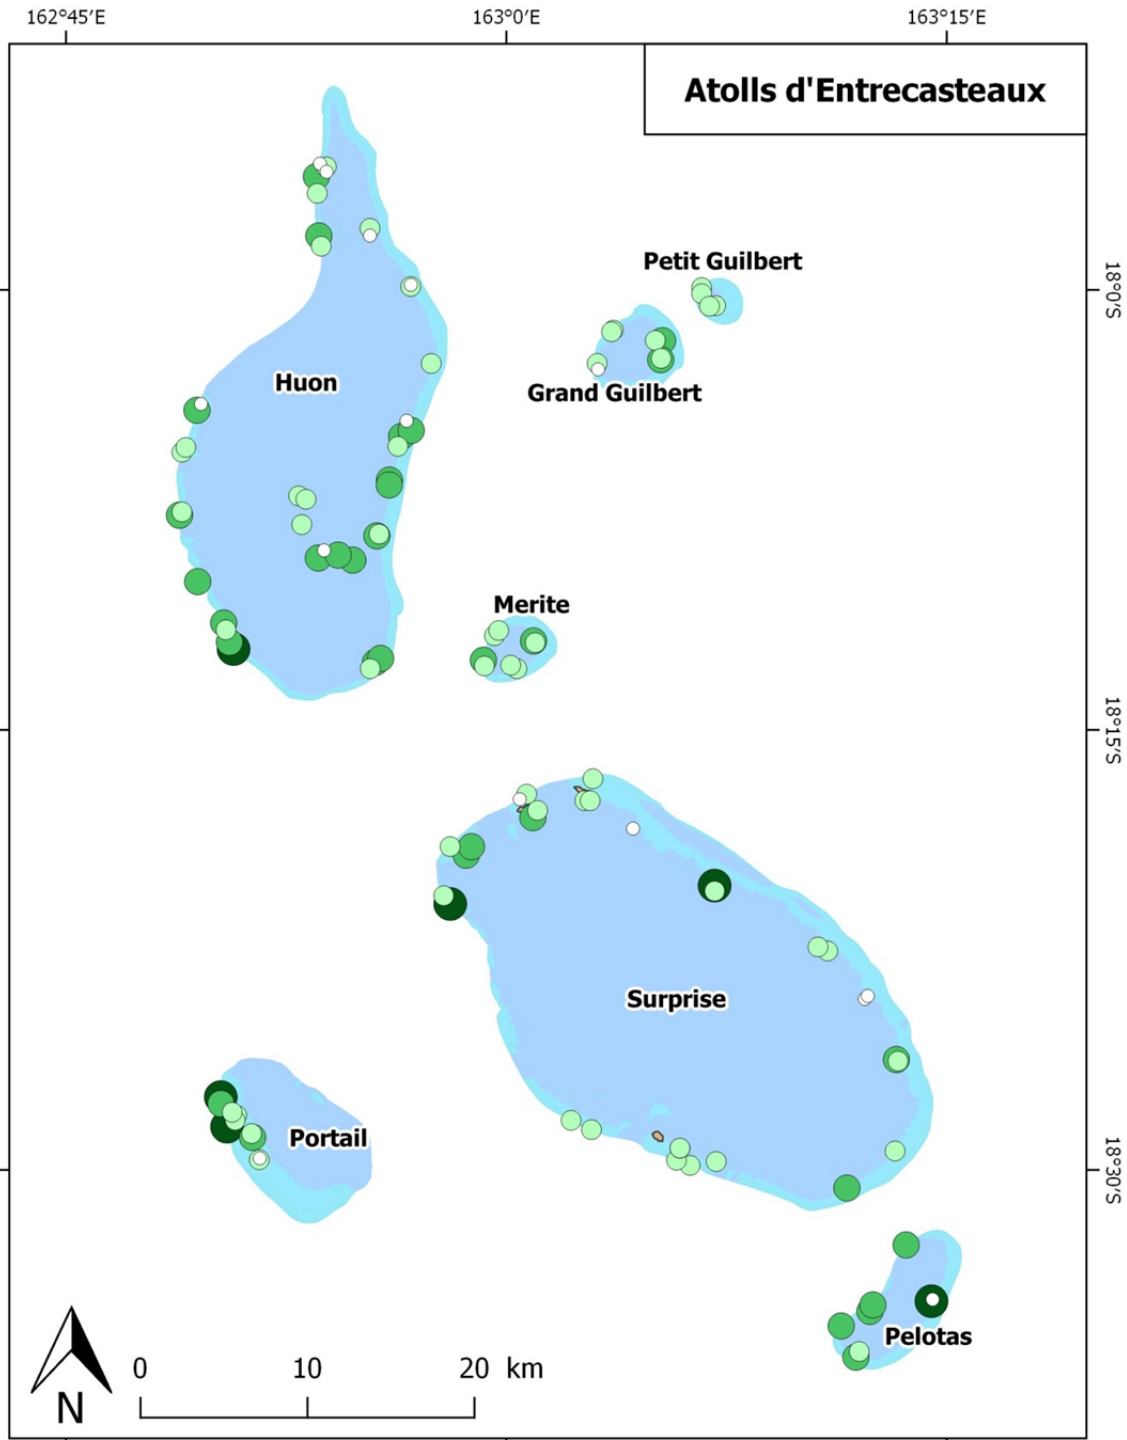 162°45′E 163°0′E 163°15′E
Atolls d'Entrecasteaux
Petit Guilbert
18°0′S
Huon
Grand Guilbert
Merite
18°15′S
Surprise
Portail
18°30′S
Pelotas
0 10 20 km
N